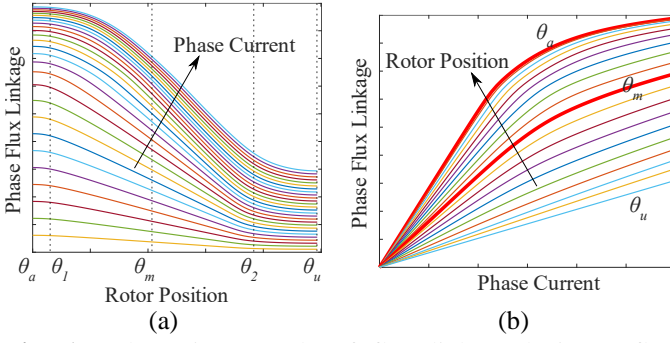 Phase Flux Linkage
Phase Current
θa θ1 θm θ2 θu
Rotor Position
(a)
Phase Flux Linkage
θa
Rotor Position
θm
θu
Phase Current
(b)